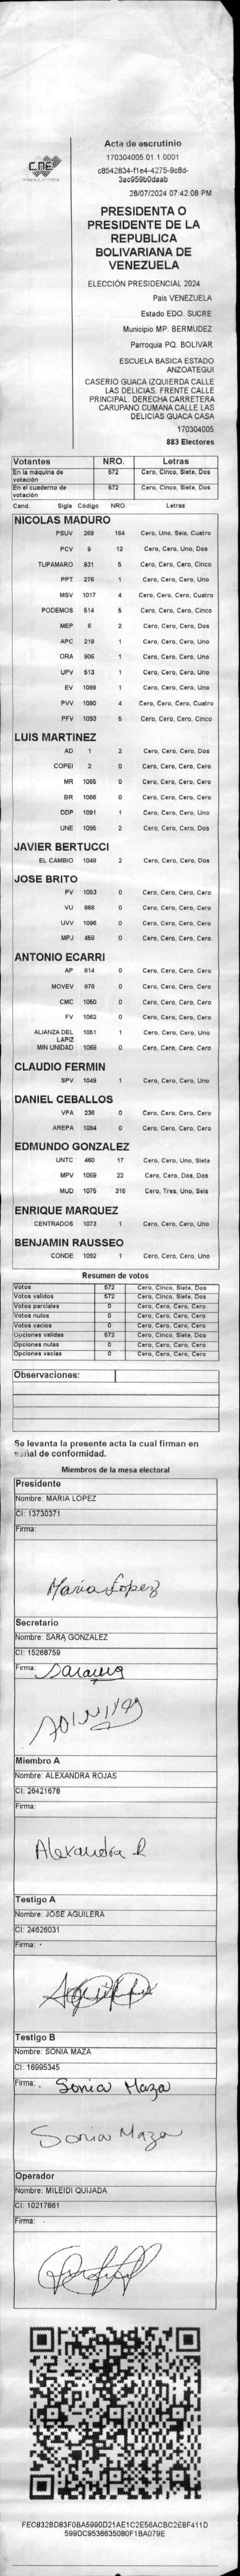 CNE
Acta de escrutinio
170304005.01.1.0001
c8542834-f1e4-4275-9c8d-
3ac959b0daab
28/07/2024 07:42:08 PM
PRESIDENTA O
PRESIDENTE DE LA
REPUBLICA
BOLIVARIANA DE
VENEZUELA
ELECCIÓN PRESIDENCIAL 2024
Pais VENEZUELA
Estado EDO. SUCRE
Municipio MP. BERMUDEZ
Parroquia PQ. BOLIVAR
ESCUELA BASICA ESTADO
ANZOATEGUI
CASERIO GUACA IZQUIERDA CALLE
LAS DELICIAS. FRENTE CALLE
PRINCIPAL. DERECHA CARRETERA
CARUPANO CUMANA CALLE LAS
DELICIAS GUACA CASA
170304005
883 Electores
Votantes NRO. Letras
En la máquina de votación 572 Cero, Cinco, Siete, Dos
En el cuaderno de votación 572 Cero, Cinco, Siete, Dos
Cand. Sigla Código NRO. Letras
NICOLAS MADURO
PSUV 269 164 Cero, Uno, Seis, Cuatro
PCV 9 12 Cero, Cero, Uno, Dos
TUPAMARO 931 5 Cero, Cero, Cero, Cinco
PPT 276 1 Cero, Cero, Cero, Uno
MSV 1017 4 Cero, Cero, Cero, Cuatro
PODEMOS 514 5 Cero, Cero, Cero, Cinco
MEP 6 2 Cero, Cero, Cero, Dos
APC 219 1 Cero, Cero, Cero, Uno
ORA 906 1 Cero, Cero, Cero, Uno
UPV 513 1 Cero, Cero, Cero, Uno
EV 1089 1 Cero, Cero, Cero, Uno
PVV 1090 4 Cero, Cero, Cero, Cuatro
PFV 1093 5 Cero, Cero, Cero, Cinco
LUIS MARTINEZ
AD 1 2 Cero, Cero, Cero, Dos
COPEI 2 0 Cero, Cero, Cero, Cero
MR 1065 0 Cero, Cero, Cero, Cero
BR 1066 0 Cero, Cero, Cero, Cero
DDP 1091 1 Cero, Cero, Cero, Uno
UNE 1095 2 Cero, Cero, Cero, Dos
JAVIER BERTUCCI
EL CAMBIO 1048 2 Cero, Cero, Cero, Dos
JOSE BRITO
PV 1053 0 Cero, Cero, Cero, Cero
VU 868 0 Cero, Cero, Cero, Cero
UVV 1096 0 Cero, Cero, Cero, Cero
MPJ 458 0 Cero, Cero, Cero, Cero
ANTONIO ECARRI
AP 814 0 Cero, Cero, Cero, Cero
MOVEV 878 0 Cero, Cero, Cero, Cero
CMC 1050 0 Cero, Cero, Cero, Cero
FV 1062 0 Cero, Cero, Cero, Cero
ALIANZA DEL LAPIZ 1051 1 Cero, Cero, Cero, Uno
MIN UNIDAD 1068 0 Cero, Cero, Cero, Cero
CLAUDIO FERMIN
SPV 1049 1 Cero, Cero, Cero, Uno
DANIEL CEBALLOS
VPA 236 0 Cero, Cero, Cero, Cero
AREPA 1094 0 Cero, Cero, Cero, Cero
EDMUNDO GONZALEZ
UNTC 460 17 Cero, Cero, Uno, Siete
MPV 1069 22 Cero, Cero, Dos, Dos
MUD 1075 316 Cero, Tres, Uno, Seis
ENRIQUE MARQUEZ
CENTRADOS 1073 1 Cero, Cero, Cero, Uno
BENJAMIN RAUSSEO
CONDE 1092 1 Cero, Cero, Cero, Uno
Resumen de votos
Votos 572 Cero, Cinco, Siete, Dos
Votos validos 572 Cero, Cinco, Siete, Dos
Votos parciales 0 Cero, Cero, Cero, Cero
Votos nulos 0 Cero, Cero, Cero, Cero
Votos vacios 0 Cero, Cero, Cero, Cero
Opciones validas 572 Cero, Cinco, Siete, Dos
Opciones nulas 0 Cero, Cero, Cero, Cero
Opciones vacias 0 Cero, Cero, Cero, Cero
Observaciones:
Se levanta la presente acta la cual firman en
señal de conformidad.
Miembros de la mesa electoral
Presidente
Nombre: MARIA LOPEZ
CI: 13730371
Firma:
Maria Lopez
Secretario
Nombre: SARA GONZALEZ
CI: 15268759
Firma:
Miembro A
Nombre: ALEXANDRA ROJAS
CI: 26421678
Firma:
Alexandra R
Testigo A
Nombre: JOSE AGUILERA
CI: 24626031
Firma:
Testigo B
Nombre: SONIA MAZA
CI: 16995345
Firma: Sonia Maza
Sonia Maza
Operador
Nombre: MILEIDI QUIJADA
CI: 10217861
Firma:
FEC832BD83F0BA5990D21AE1C2E56ACBC2E8F411D
599DC9536635080F1BA079E